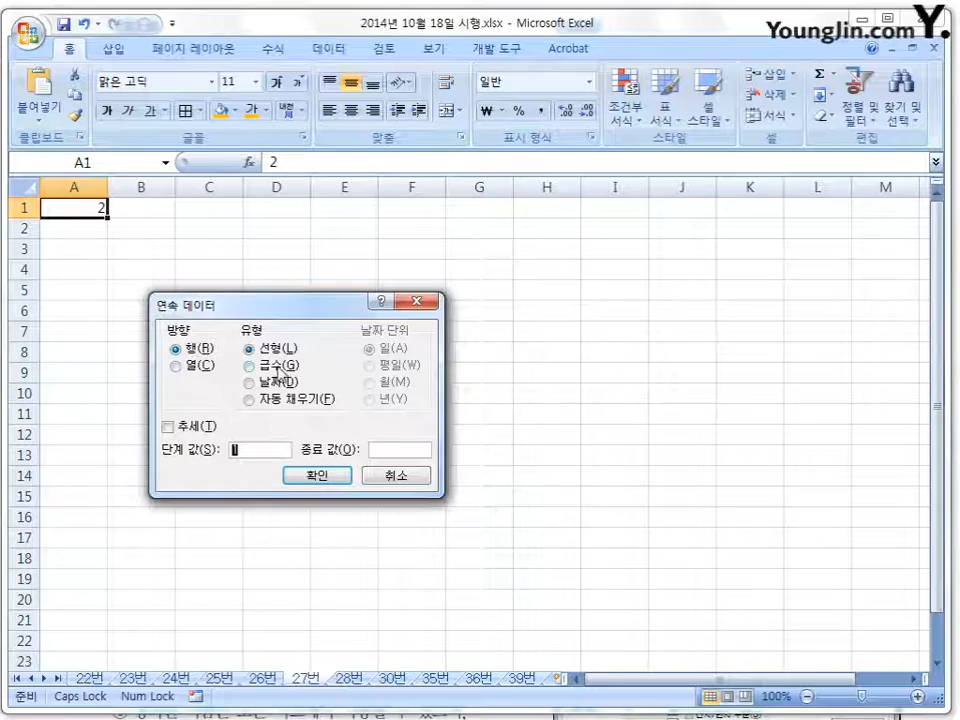 2014년 10월 18일 시행.xlsx - Microsoft Excel
YoungJin.com Y.
홈 삽입 페이지 레이아웃 수식 데이터 검토 보기 개발 도구 Acrobat
붙여넣기
맑은 고딕 11
가 가 가
일반
% ,
조건부 서식
표 서식
셀 스타일
삽입
삭제
서식
Σ
정렬 및 필터
찾기 및 선택
클립보드 글꼴 맞춤 표시 형식 스타일 셀 편집
A1 fx 2
A B C D E F G H I J K L M
1 2
2
3
4
5
6
7
8
9
10
11
12
13
14
15
16
17
18
19
20
21
22
23
연속 데이터
방향 유형 날짜 단위
행(R) 선형(L) 일(A)
열(C) 급수(G) 평일(W)
날짜(D) 월(M)
자동 채우기(F) 년(Y)
추세(T)
단계 값(S): 1 종료 값(O):
확인 취소
22번 23번 24번 25번 26번 27번 28번 30번 35번 36번 39번
준비 Caps Lock Num Lock 100%